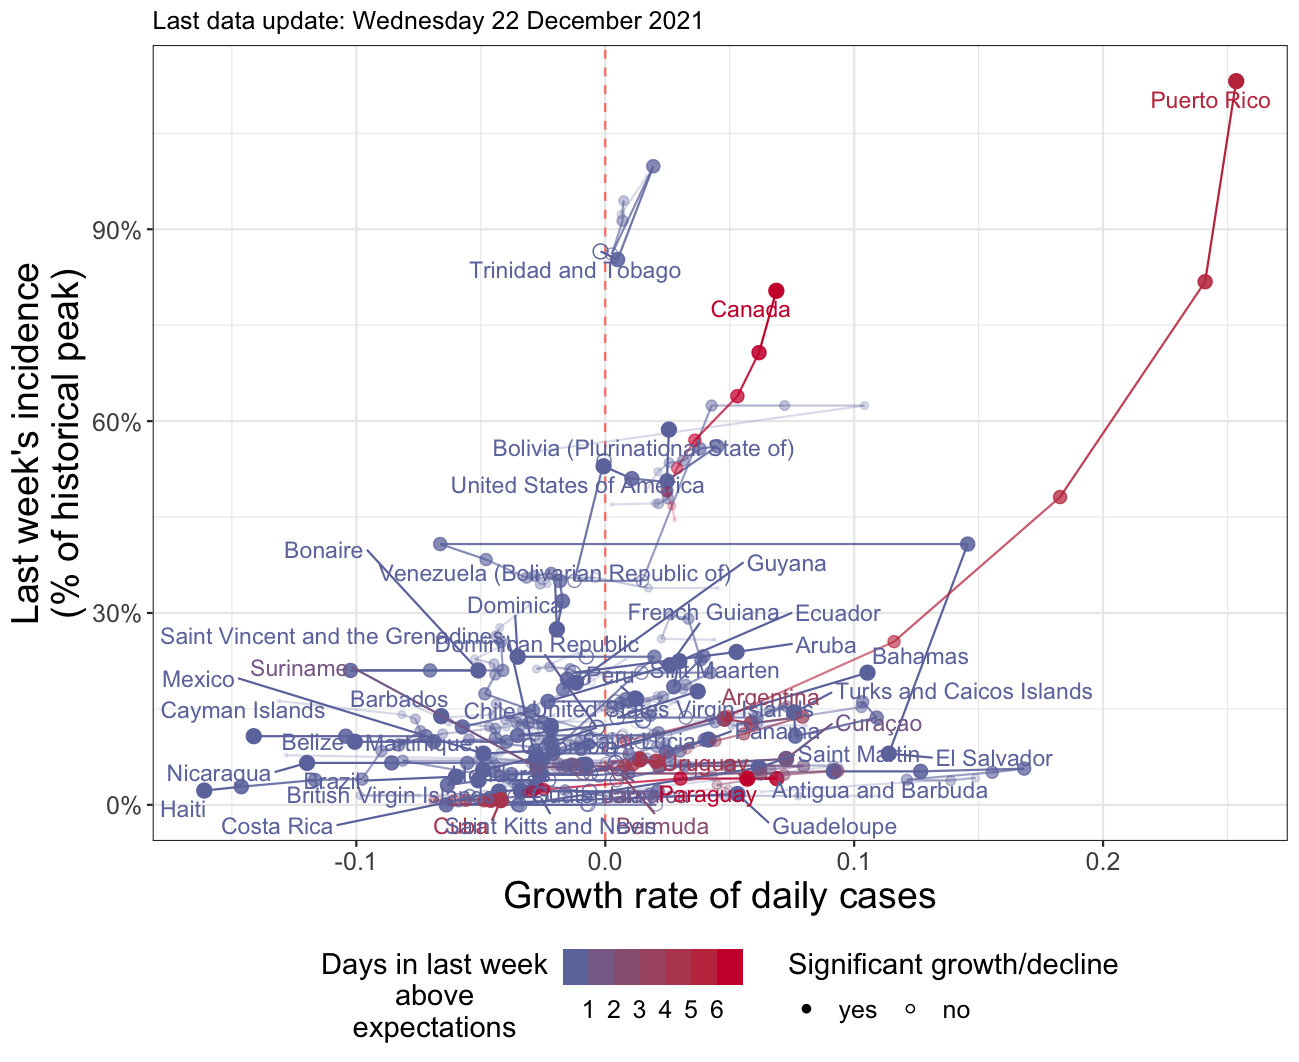 Last data update: Wednesday 22 December 2021
Last week's incidence
(% of historical peak)
90%
60%
30%
0%
Puerto Rico
Trinidad and Tobago
Canada
Bolivia (Plurinational State of)
United States of America
Bonaire
Guyana
Venezuela (Bolivarian Republic of)
Dominica
French Guiana
Ecuador
Saint Vincent and the Grenadines
Dominican Republic
Aruba
Bahamas
Suriname
Mexico
Peru
Sint Maarten
Barbados
Argentina
Turks and Caicos Islands
Cayman Islands
Chile
United States Virgin Islands
Curaçao
Belize
Martinique
Saint Lucia
Panama
Saint Martin
El Salvador
Nicaragua
Brazil
Uruguay
Haiti
British Virgin Islands
Guatemala
Paraguay
Antigua and Barbuda
Costa Rica
Cuba
Saint Kitts and Nevis
Bermuda
Guadeloupe
-0.1
0.0
0.1
0.2
Growth rate of daily cases
Days in last week
above
expectations
1 2 3 4 5 6
Significant growth/decline
yes
no